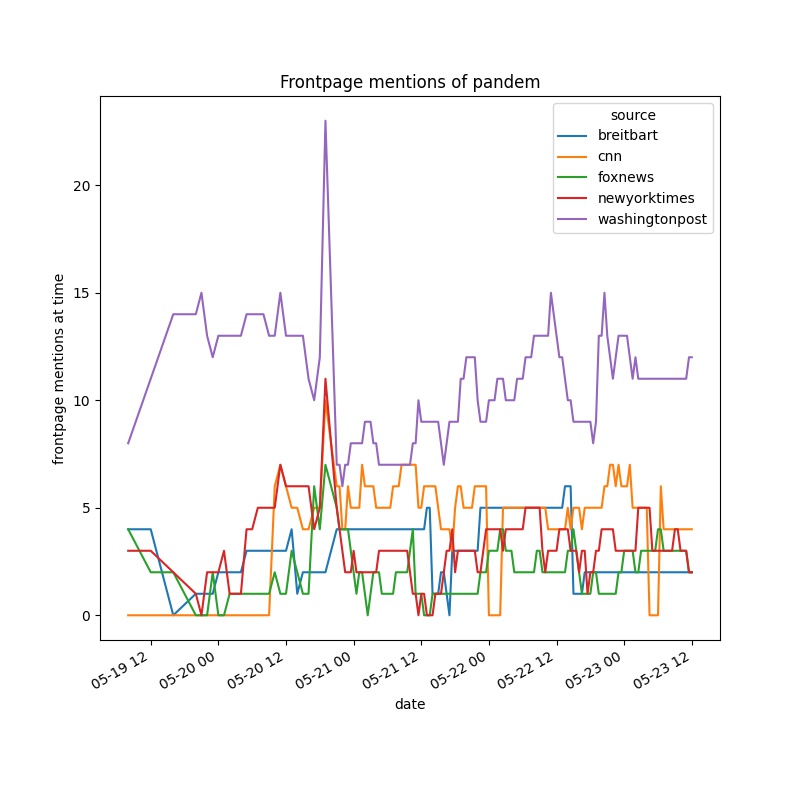 Frontpage mentions of pandem
source
breitbart
cnn
foxnews
newyorktimes
washingtonpost
frontpage mentions at time
20
15
10
5
0
05-19 12
05-20 00
05-20 12
05-21 00
05-21 12
05-22 00
05-22 12
05-23 00
05-23 12
date